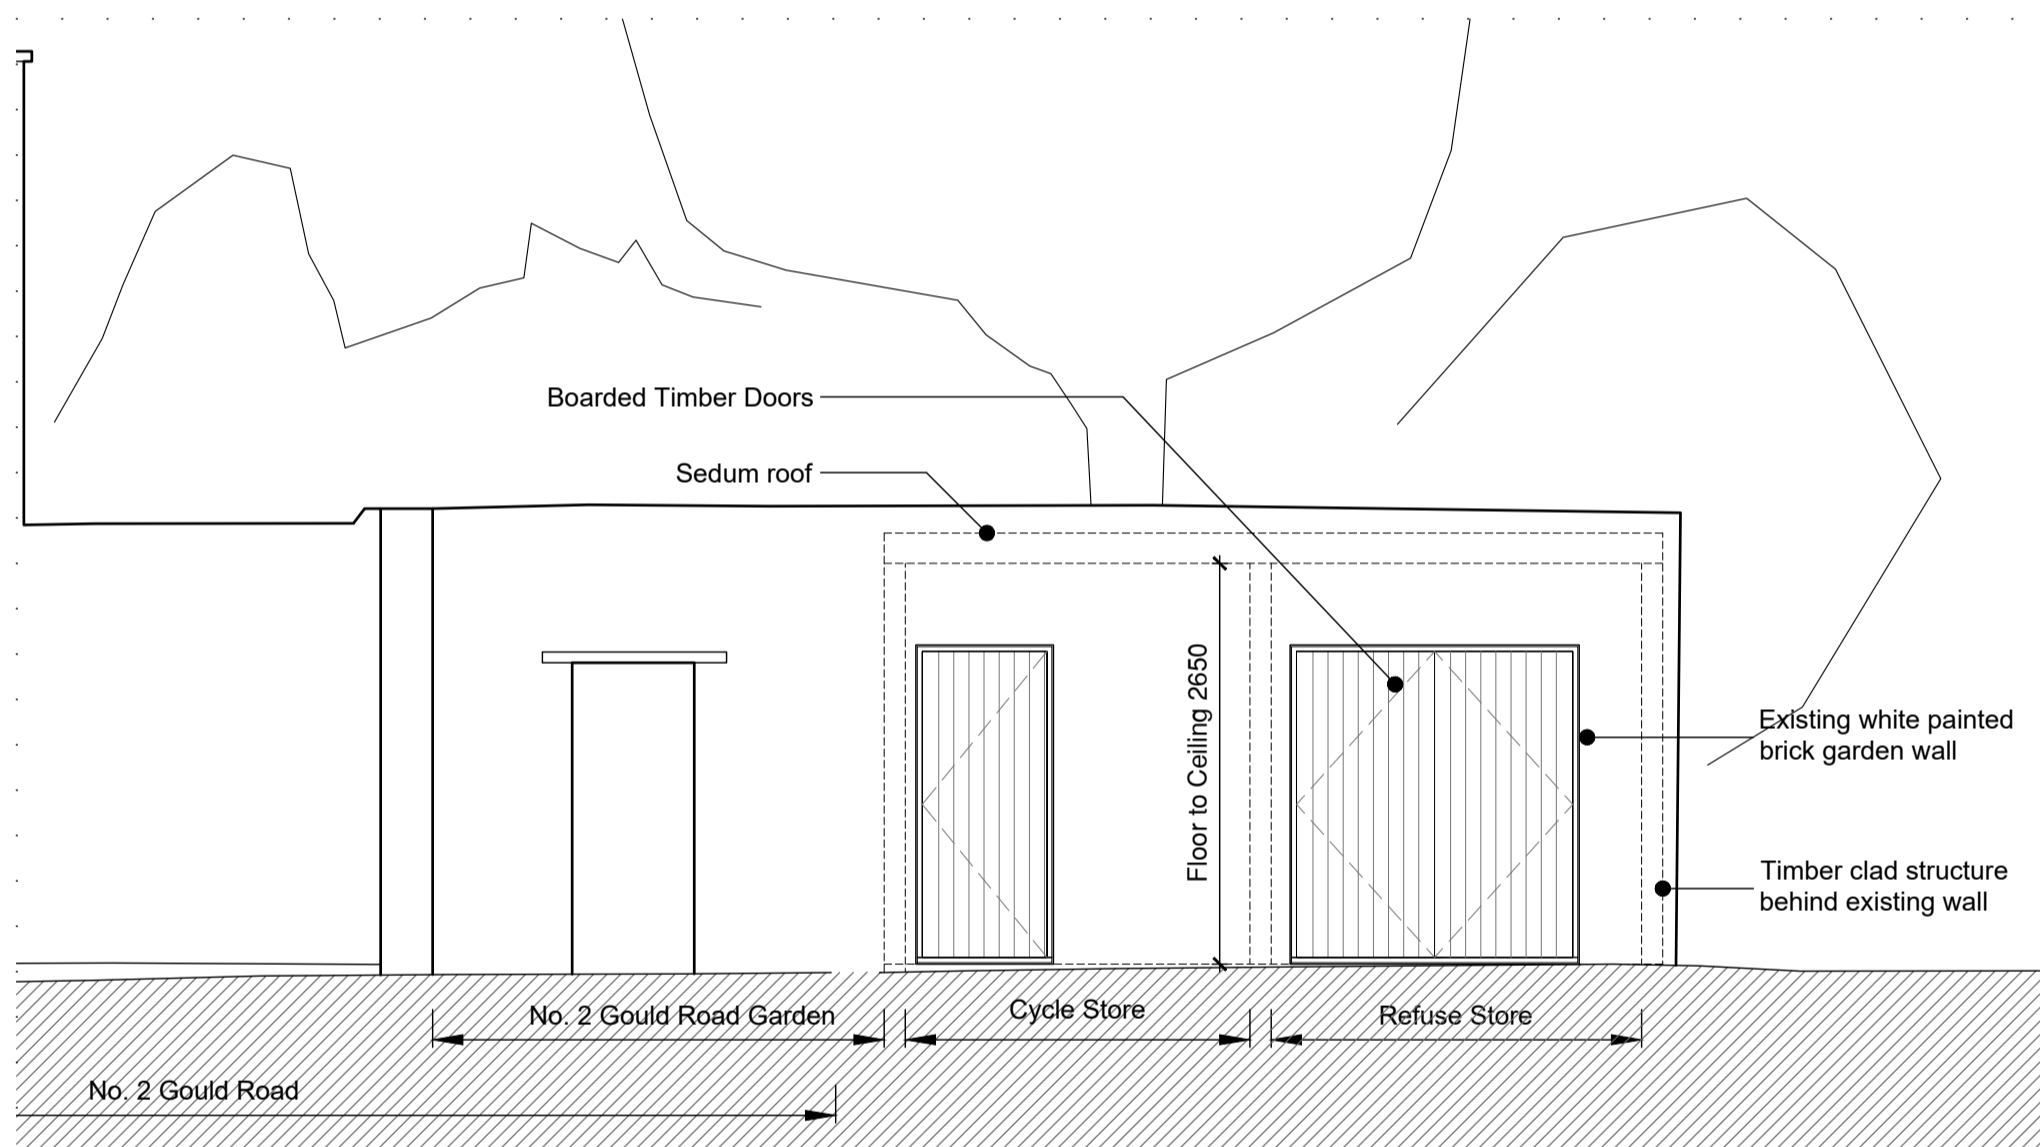 Boarded Timber Doors
Sedum roof
Floor to Ceiling 2650
Existing white painted
brick garden wall
Timber clad structure
behind existing wall
No. 2 Gould Road Garden
Cycle Store
Refuse Store
No. 2 Gould Road